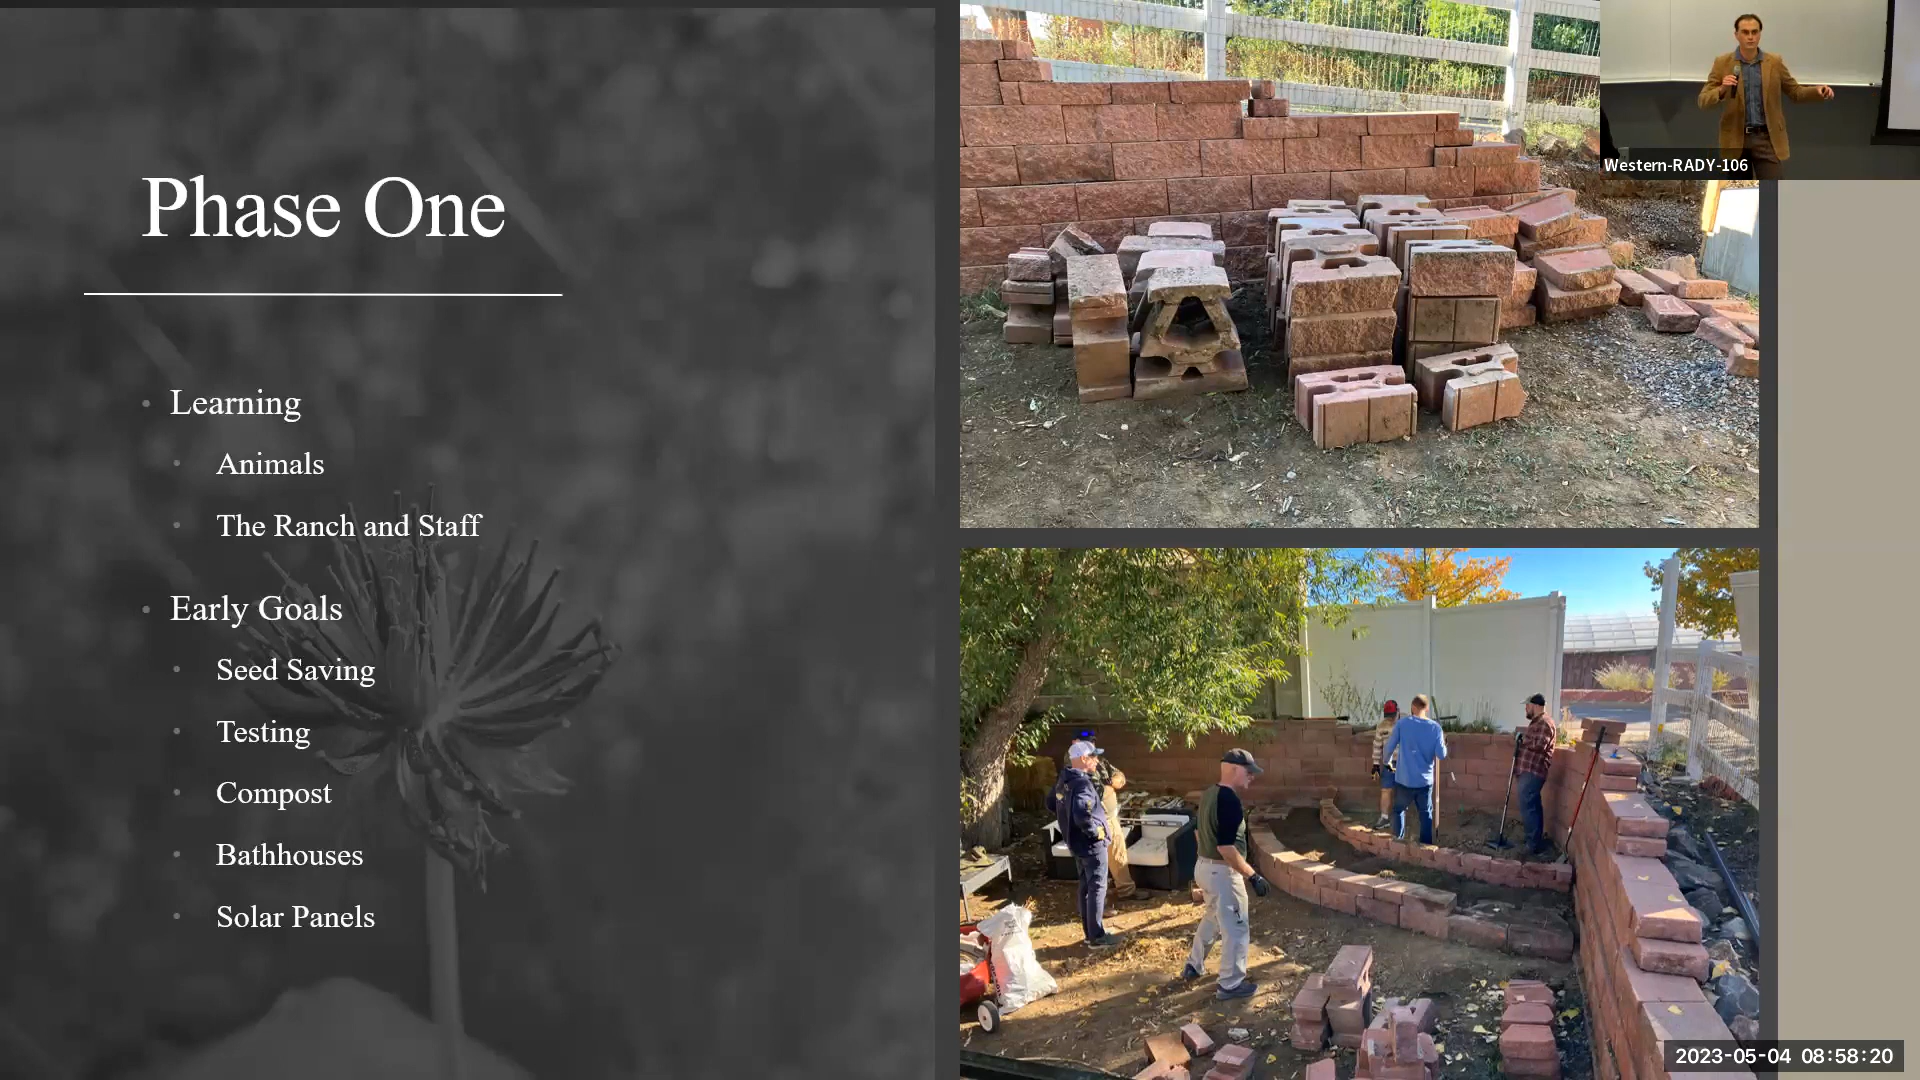 Phase One
Learning
Animals
The Ranch and Staff
Early Goals
Seed Saving
Testing
Compost
Bathhouses
Solar Panels
Western-RADY-106
2023-05-04 08:58:20